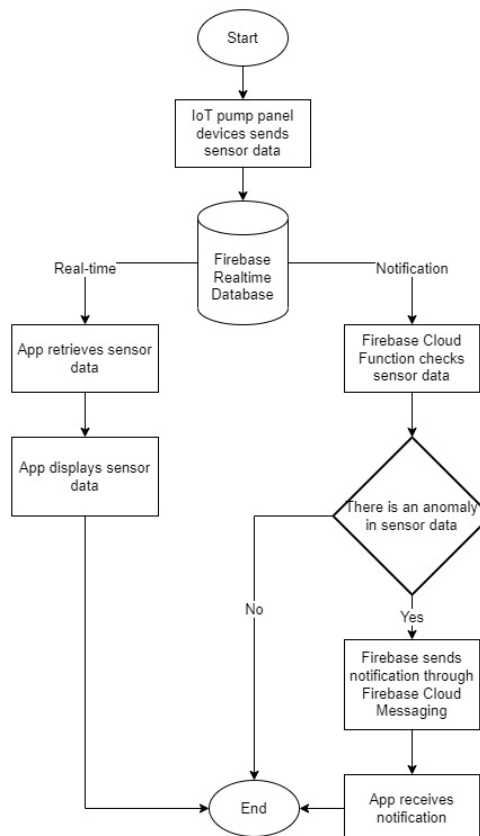 Start
IoT pump panel
devices sends
sensor data
Firebase
Realtime
Database
Real-time
Notification
App retrieves sensor
data
Firebase Cloud
Function checks
sensor data
App displays sensor
data
There is an anomaly
in sensor data
No
Yes
Firebase sends
notification through
Firebase Cloud
Messaging
End
App receives
notification